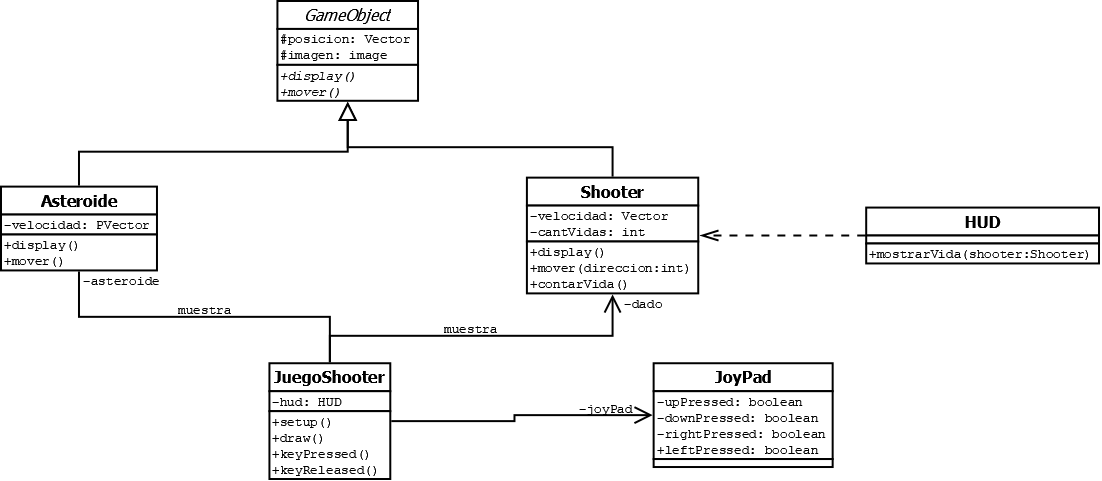 GameObject
#posicion: Vector
#imagen: image
+display()
+mover()
Asteroide
-velocidad: PVector
+display()
+mover()
-asteroide
Shooter
-velocidad: Vector
-cantVidas: int
+display()
+mover(direccion:int)
+contarVida()
-dado
HUD
+mostrarVida(shooter:Shooter)
muestra
muestra
JuegoShooter
-hud: HUD
+setup()
+draw()
+keyPressed()
+keyReleased()
-joyPad
JoyPad
-upPressed: boolean
-downPressed: boolean
-rightPressed: boolean
+leftPressed: boolean